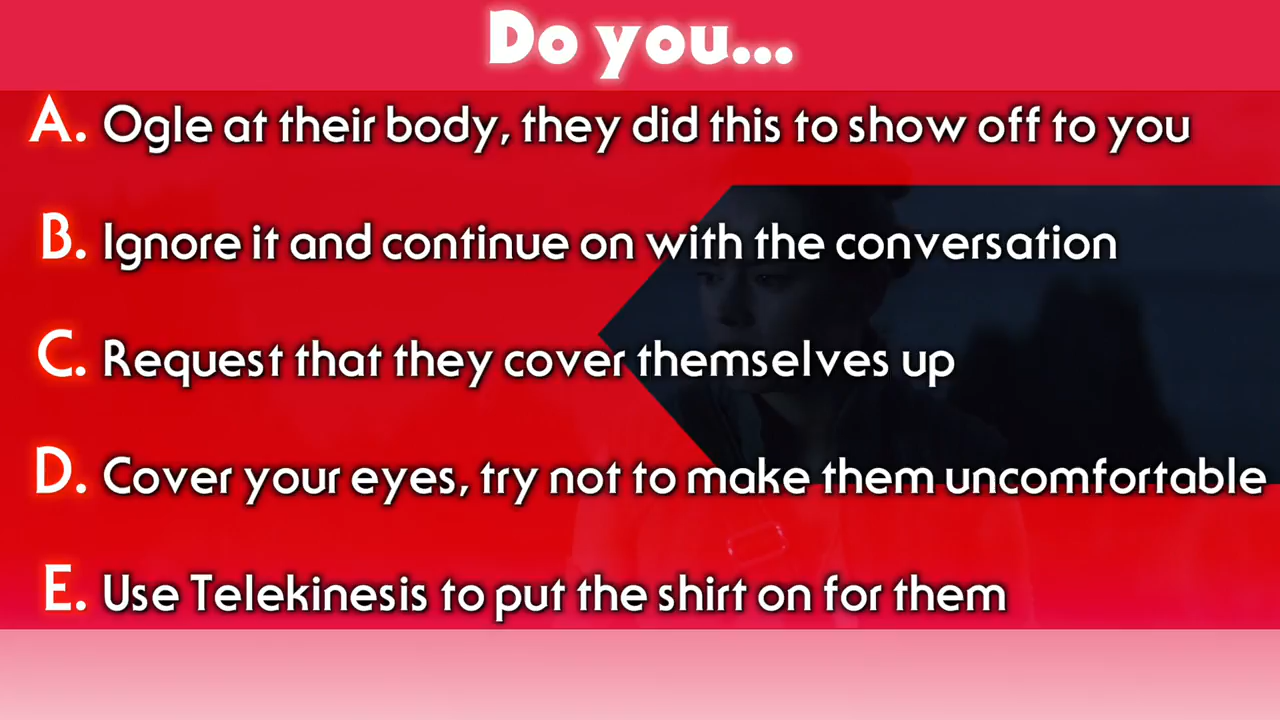 Do you...
A. Ogle at their body, they did this to show off to you
B. Ignore it and continue on with the conversation
C. Request that they cover themselves up
D. Cover your eyes, try not to make them uncomfortable
E. Use Telekinesis to put the shirt on for them